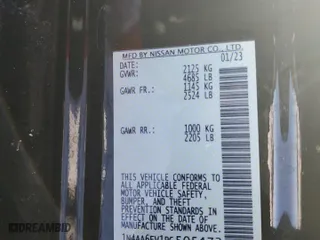 MFD BY NISSAN MOTOR CO., LTD.
DATE: 01/23
GVWR: 2125 KG
4685 LB
GAWR FR.: 1145 KG
2524 LB
GAWR RR.: 1000 KG
2205 LB
THIS VEHICLE CONFORMS TO ALL
APPLICABLE FEDERAL
MOTOR VEHICLE SAFETY,
BUMPER, AND THEFT
PREVENTION STANDARDS IN
EFFECT ON THE DATE OF
MANUFACTURE SHOWN ABOVE
DREAMBID